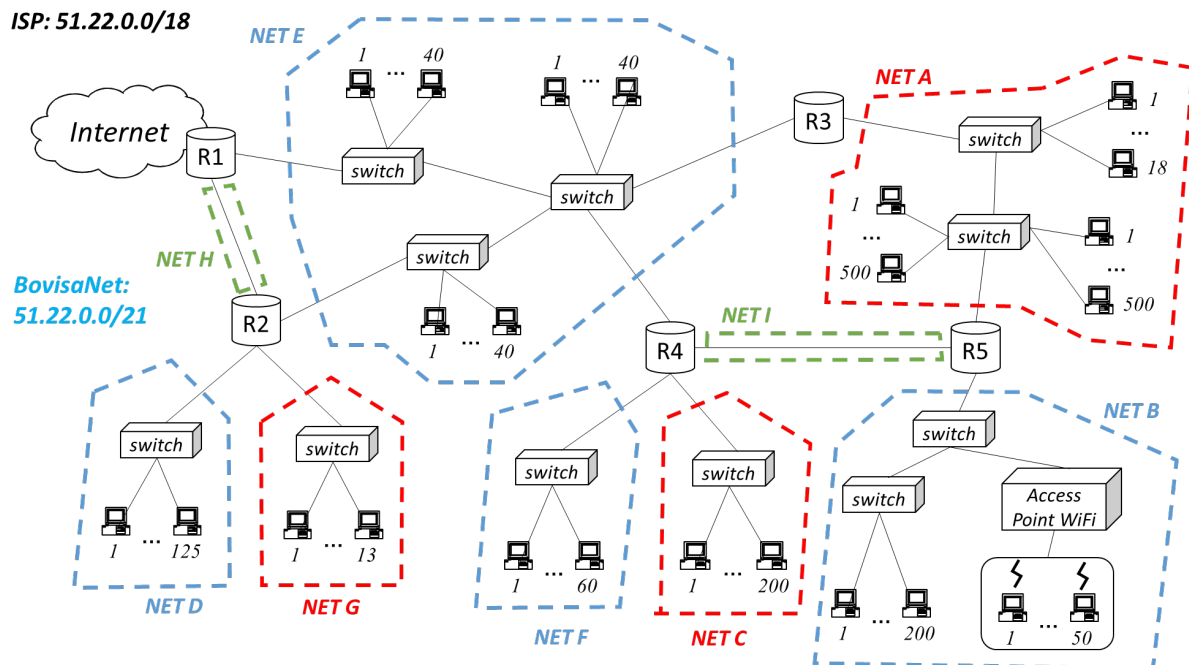 ISP: 51.22.0.0/18
NET E
1 ... 40
1 ... 40
NET A
Internet
R1
switch
switch
R3
switch
1
...
18
NET H
BovisaNet:
51.22.0.0/21
R2
switch
1 ... 40
1
...
500
switch
1
...
500
R4
NET I
R5
switch
1 ... 125
NET D
switch
1 ... 13
NET G
switch
1 ... 60
NET F
switch
1 ... 200
NET C
NET B
switch
switch
Access
Point WiFi
1 ... 200
1 ... 50